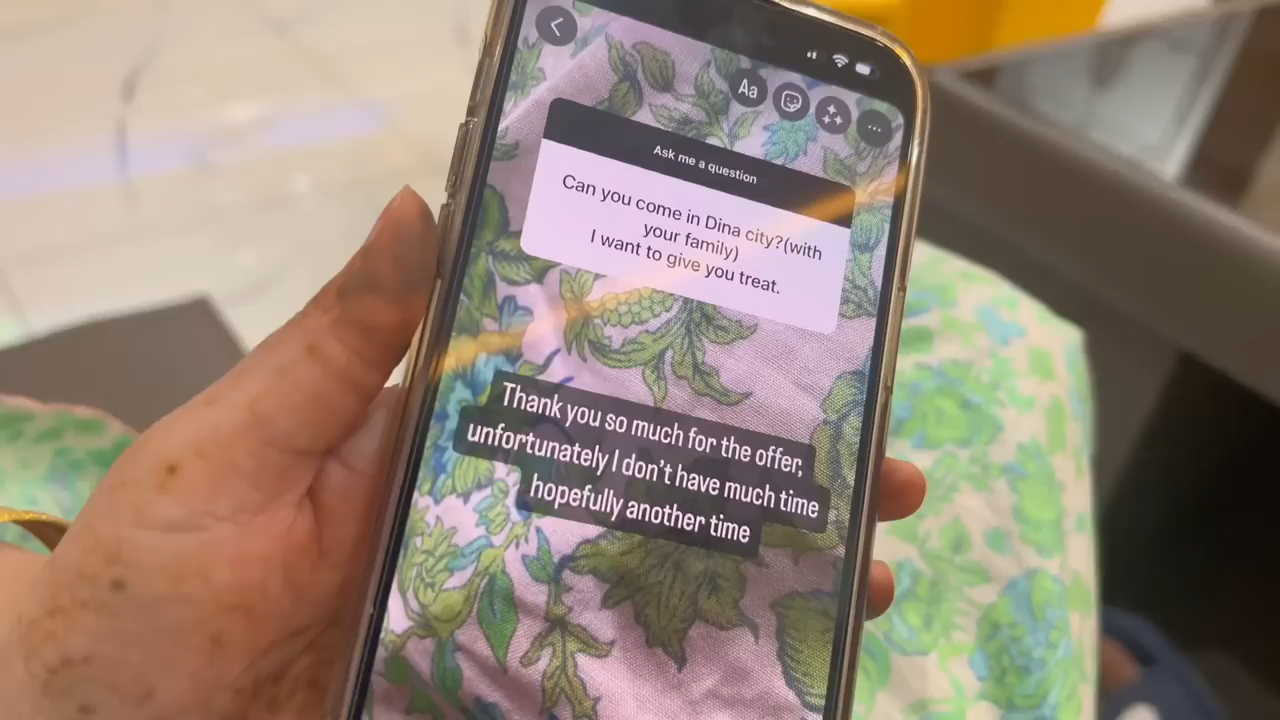 Aa
Ask me a question
Can you come in Dina city?(with
your family)
I want to give you treat.
Thank you so much for the offer,
unfortunately I don't have much time
hopefully another time